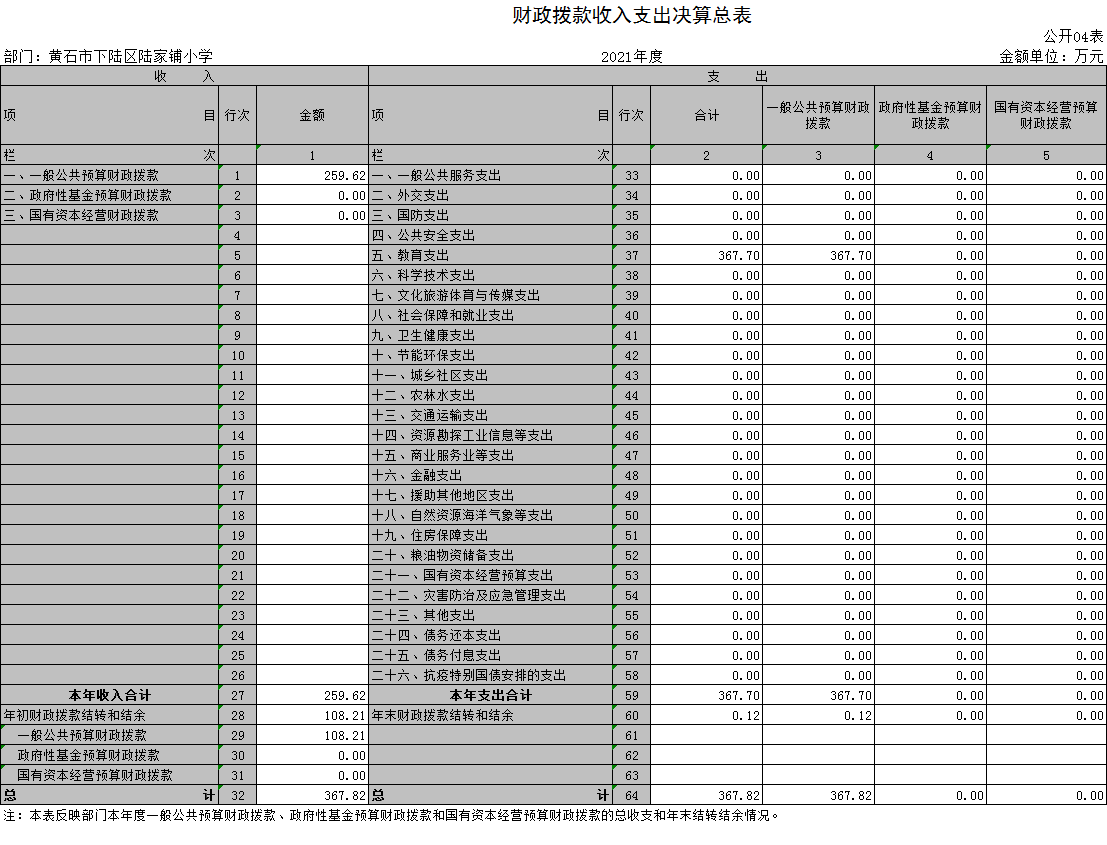 财政拨款收入支出决算总表
公开04表
部门：黄石市下陆区陆家铺小学 2021年度 金额单位：万元
收 入 支 出
项 目 行次 金额 项 目 行次 合计 一般公共预算财政拨款 政府性基金预算财政拨款 国有资本经营预算财政拨款
栏 次 1 栏 次 2 3 4 5
一、一般公共预算财政拨款 1 259.62 一、一般公共服务支出 33 0.00 0.00 0.00 0.00
二、政府性基金预算财政拨款 2 0.00 二、外交支出 34 0.00 0.00 0.00 0.00
三、国有资本经营财政拨款 3 0.00 三、国防支出 35 0.00 0.00 0.00 0.00
4 四、公共安全支出 36 0.00 0.00 0.00 0.00
5 五、教育支出 37 367.70 367.70 0.00 0.00
6 六、科学技术支出 38 0.00 0.00 0.00 0.00
7 七、文化旅游体育与传媒支出 39 0.00 0.00 0.00 0.00
8 八、社会保障和就业支出 40 0.00 0.00 0.00 0.00
9 九、卫生健康支出 41 0.00 0.00 0.00 0.00
10 十、节能环保支出 42 0.00 0.00 0.00 0.00
11 十一、城乡社区支出 43 0.00 0.00 0.00 0.00
12 十二、农林水支出 44 0.00 0.00 0.00 0.00
13 十三、交通运输支出 45 0.00 0.00 0.00 0.00
14 十四、资源勘探工业信息等支出 46 0.00 0.00 0.00 0.00
15 十五、商业服务业等支出 47 0.00 0.00 0.00 0.00
16 十六、金融支出 48 0.00 0.00 0.00 0.00
17 十七、援助其他地区支出 49 0.00 0.00 0.00 0.00
18 十八、自然资源海洋气象等支出 50 0.00 0.00 0.00 0.00
19 十九、住房保障支出 51 0.00 0.00 0.00 0.00
20 二十、粮油物资储备支出 52 0.00 0.00 0.00 0.00
21 二十一、国有资本经营预算支出 53 0.00 0.00 0.00 0.00
22 二十二、灾害防治及应急管理支出 54 0.00 0.00 0.00 0.00
23 二十三、其他支出 55 0.00 0.00 0.00 0.00
24 二十四、债务还本支出 56 0.00 0.00 0.00 0.00
25 二十五、债务付息支出 57 0.00 0.00 0.00 0.00
26 二十六、抗疫特别国债安排的支出 58 0.00 0.00 0.00 0.00
本年收入合计 27 259.62 本年支出合计 59 367.70 367.70 0.00 0.00
年初财政拨款结转和结余 28 108.21 年末财政拨款结转和结余 60 0.12 0.12 0.00 0.00
一般公共预算财政拨款 29 108.21 61
政府性基金预算财政拨款 30 0.00 62
国有资本经营预算财政拨款 31 0.00 63
总 计 32 367.82 总 计 64 367.82 367.82 0.00 0.00
注：本表反映部门本年度一般公共预算财政拨款、政府性基金预算财政拨款和国有资本经营预算财政拨款的总收支和年末结转结余情况。